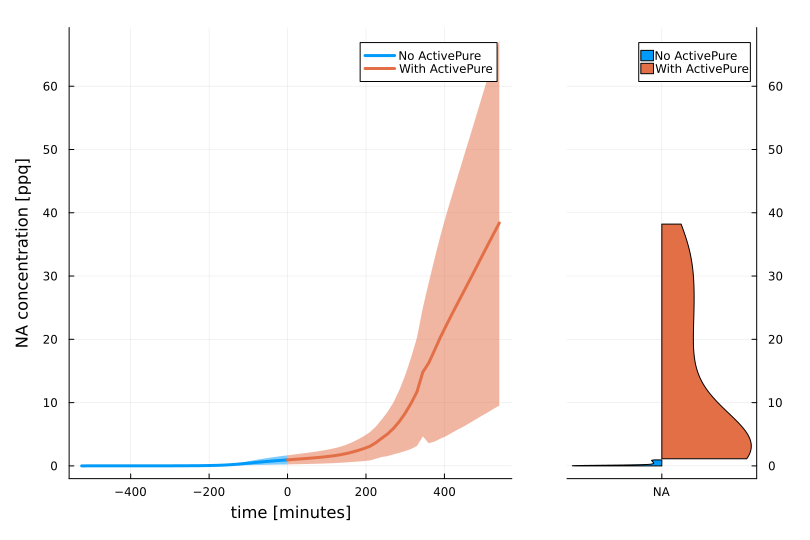 No ActivePure
With ActivePure
NA concentration [ppq]
60
50
40
30
20
10
0
−400
−200
0
200
400
time [minutes]
No ActivePure
With ActivePure
60
50
40
30
20
10
0
NA